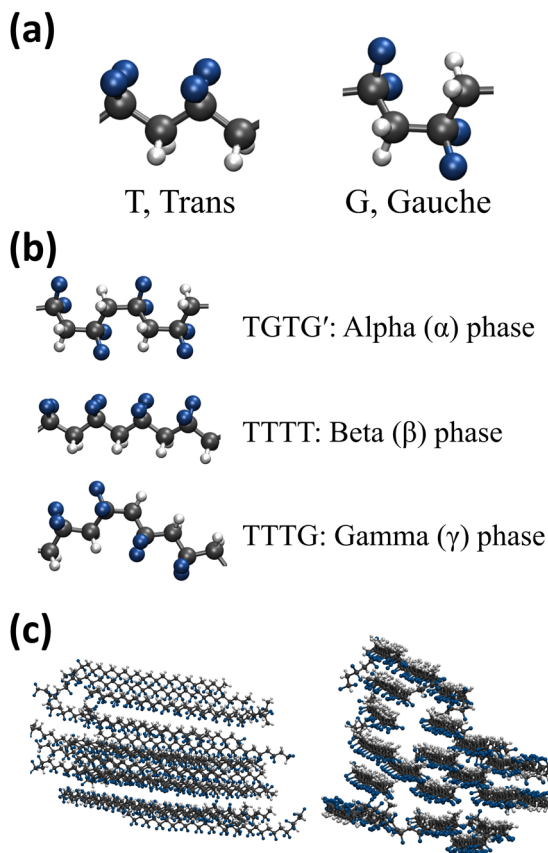 (a)
T, Trans
G, Gauche
(b)
TGTG′: Alpha (α) phase
TTTT: Beta (β) phase
TTTG: Gamma (γ) phase
(c)